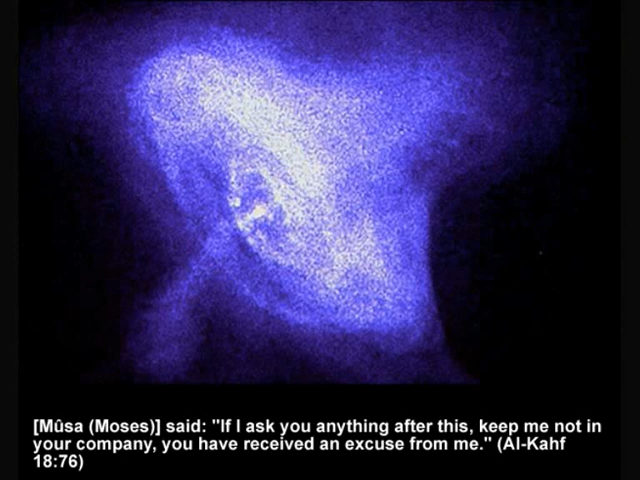 [Mûsa (Moses)] said: "If I ask you anything after this, keep me not in
your company, you have received an excuse from me." (Al-Kahf
18:76)